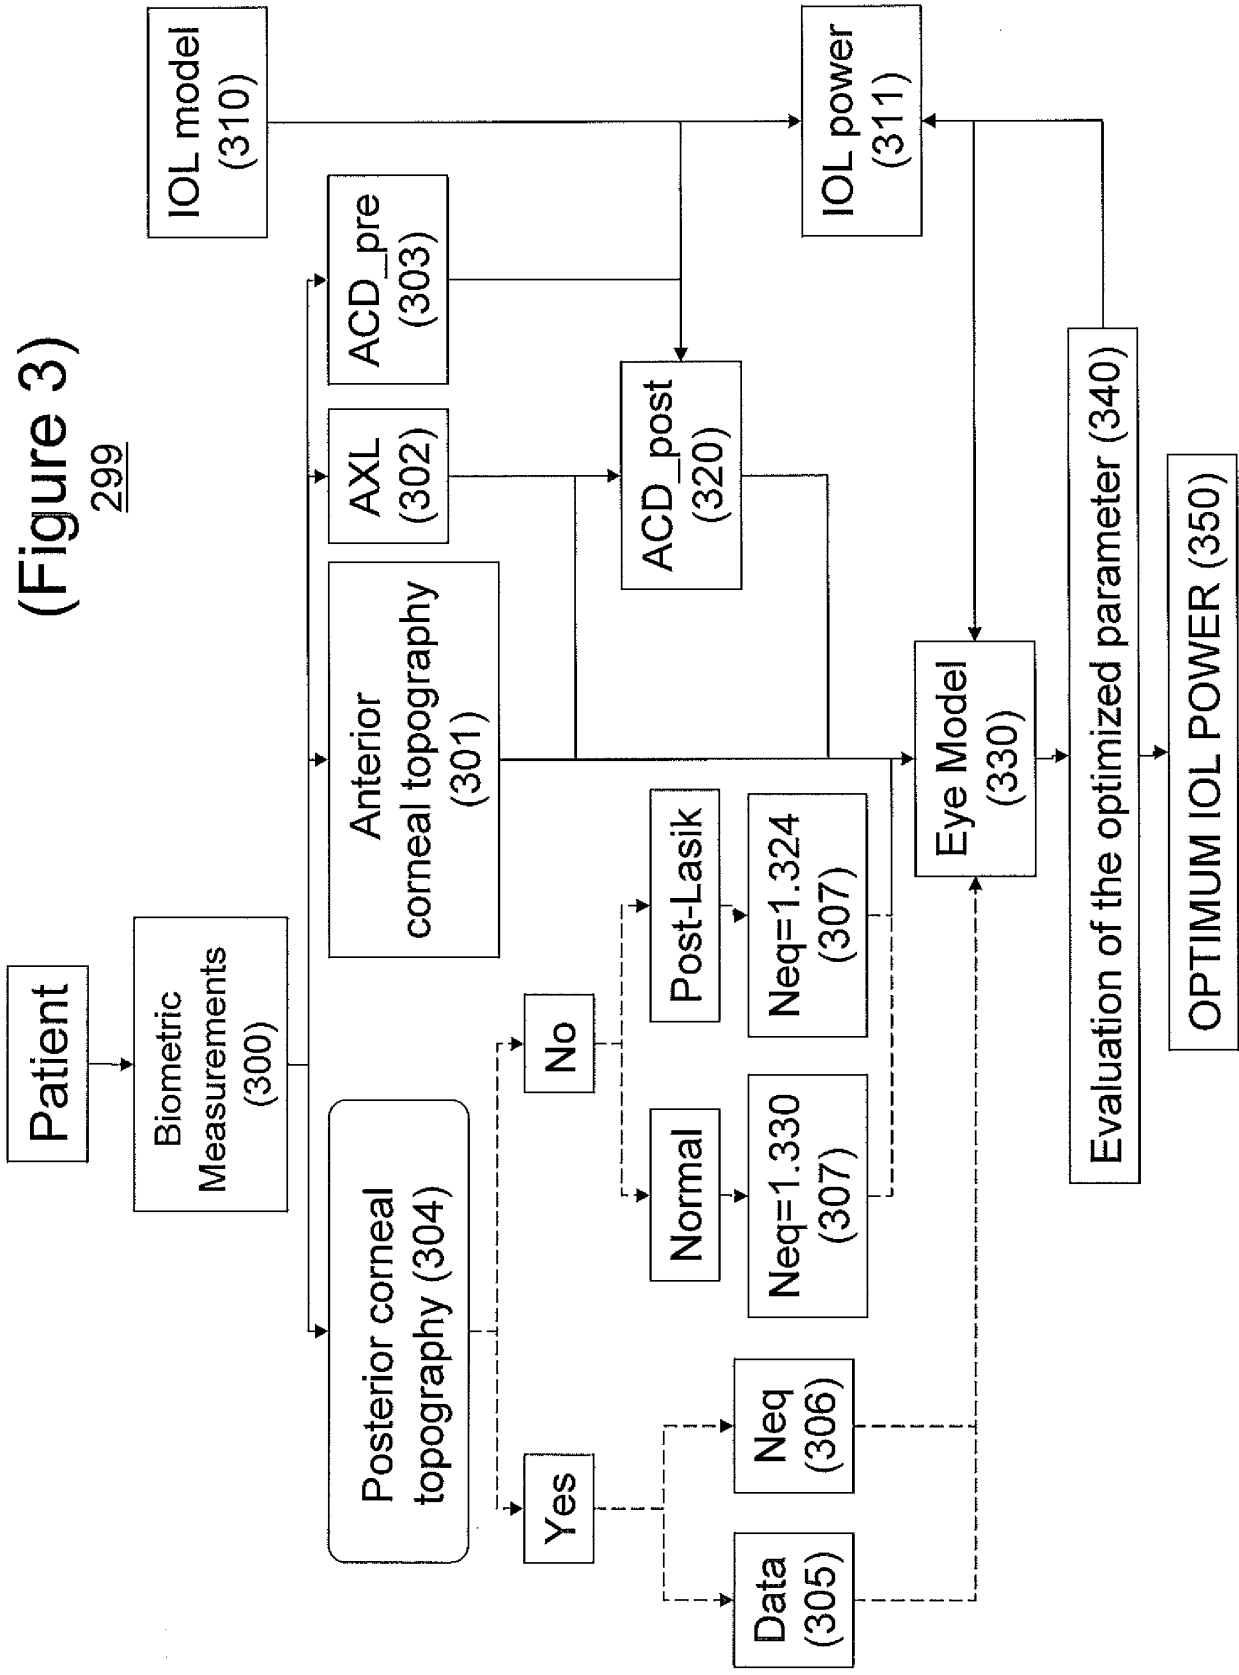 (Figure 3)
299
Patient
Biometric
Measurements
(300)
IOL model
(310)
Posterior corneal
topography (304)
Anterior
corneal topography
(301)
AXL
(302)
ACD_pre
(303)
Yes
No
Normal
Post-Lasik
ACD_post
(320)
Data
(305)
Neq
(306)
Neq=1.330
(307)
Neq=1.324
(307)
IOL power
(311)
Eye Model
(330)
Evaluation of the optimized parameter (340)
OPTIMUM IOL POWER (350)